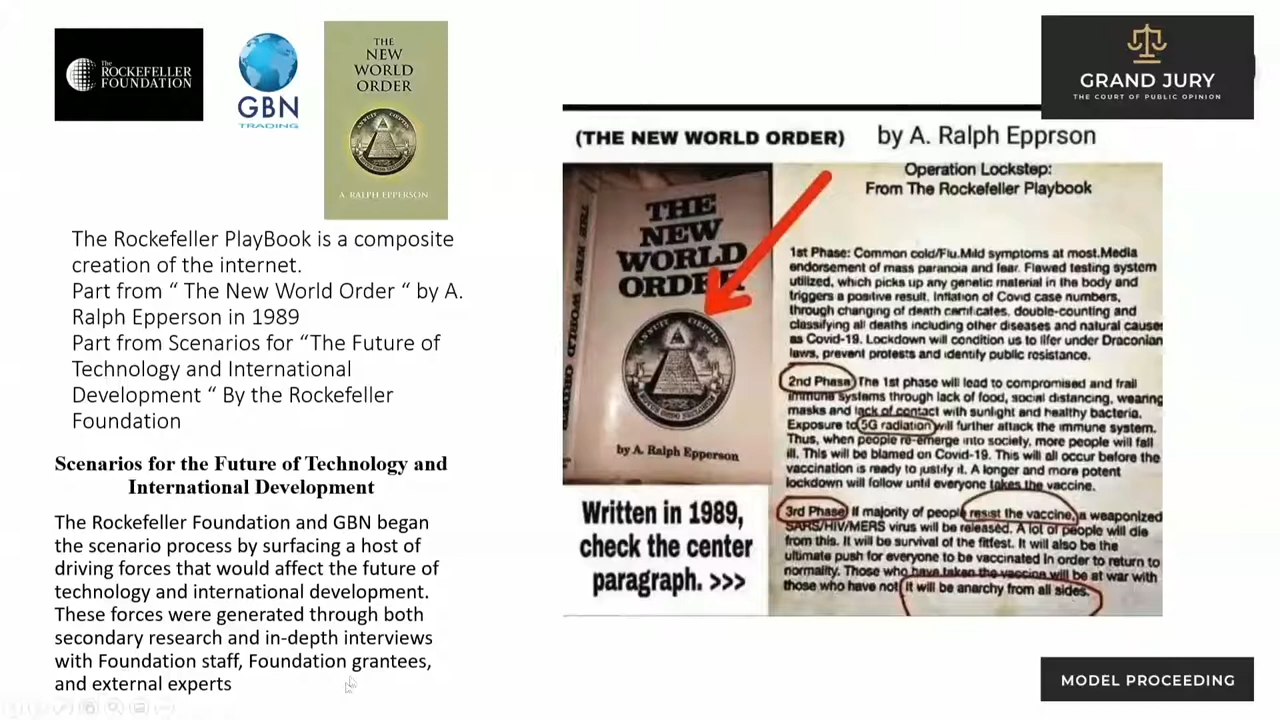 The
ROCKEFELLER
FOUNDATION
GBN
TRADING
THE
NEW
WORLD
ORDER
ANNUIT COEPTIS
A. RALPH EPPERSON
The Rockefeller PlayBook is a composite
creation of the internet.
Part from “ The New World Order “ by A.
Ralph Epperson in 1989
Part from Scenarios for “The Future of
Technology and International
Development “ By the Rockefeller
Foundation
Scenarios for the Future of Technology and
International Development
The Rockefeller Foundation and GBN began
the scenario process by surfacing a host of
driving forces that would affect the future of
technology and international development.
These forces were generated through both
secondary research and in-depth interviews
with Foundation staff, Foundation grantees,
and external experts
GRAND JURY
THE COURT OF PUBLIC OPINION
(THE NEW WORLD ORDER) by A. Ralph Epprson
THE NEW WORLD ORDER
THE
NEW
WORLD
ORDER
ANNUIT COEPTIS
by A. Ralph Epperson
Written in 1989,
check the center
paragraph. >>>
Operation Lockstep:
From The Rockefeller Playbook
1st Phase: Common cold/Flu.Mild symptoms at most.Media
endorsement of mass paranoia and fear. Flawed testing system
utilized, which picks up any genetic material in the body and
triggers a positive result. Inflation of Covid case numbers,
through changing of death certificates, double-counting and
classifying all deaths including other diseases and natural cause
as Covid-19. Lockdown will condition us to lifer under Draconian
laws, prevent protests and identify public resistance.
2nd Phase) The 1st phase will lead to compromised and frail
immune systems through lack of food, social distancing, wearing
masks and lack of contact with sunlight and healthy bacteria.
Exposure to 5G radiation will further attack the immune system.
Thus, when people re-emerge into society, more people will fall
ill. This will be blamed on Covid-19. This will all occur before the
vaccination is ready to justify it. A longer and more potent
lockdown will follow until everyone takes the vaccine.
3rd Phase) If majority of people resist the vaccine, a weaponized
SARS/HIV/MERS virus will be released. A lot of people will die
from this. It will be survival of the fittest. It will also be the
ultimate push for everyone to be vaccinated in order to return to
normality. Those who have taken the vaccine will be at war with
those who have not It will be anarchy from all sides.
MODEL PROCEEDING